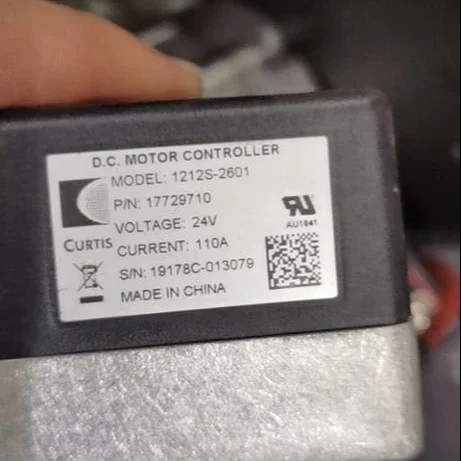 D.C. MOTOR CONTROLLER
MODEL: 1212S-2601
P/N: 17729710
VOLTAGE: 24V
CURTIS
CURRENT: 110A
S/N: 19178C-013079
MADE IN CHINA
AU1841